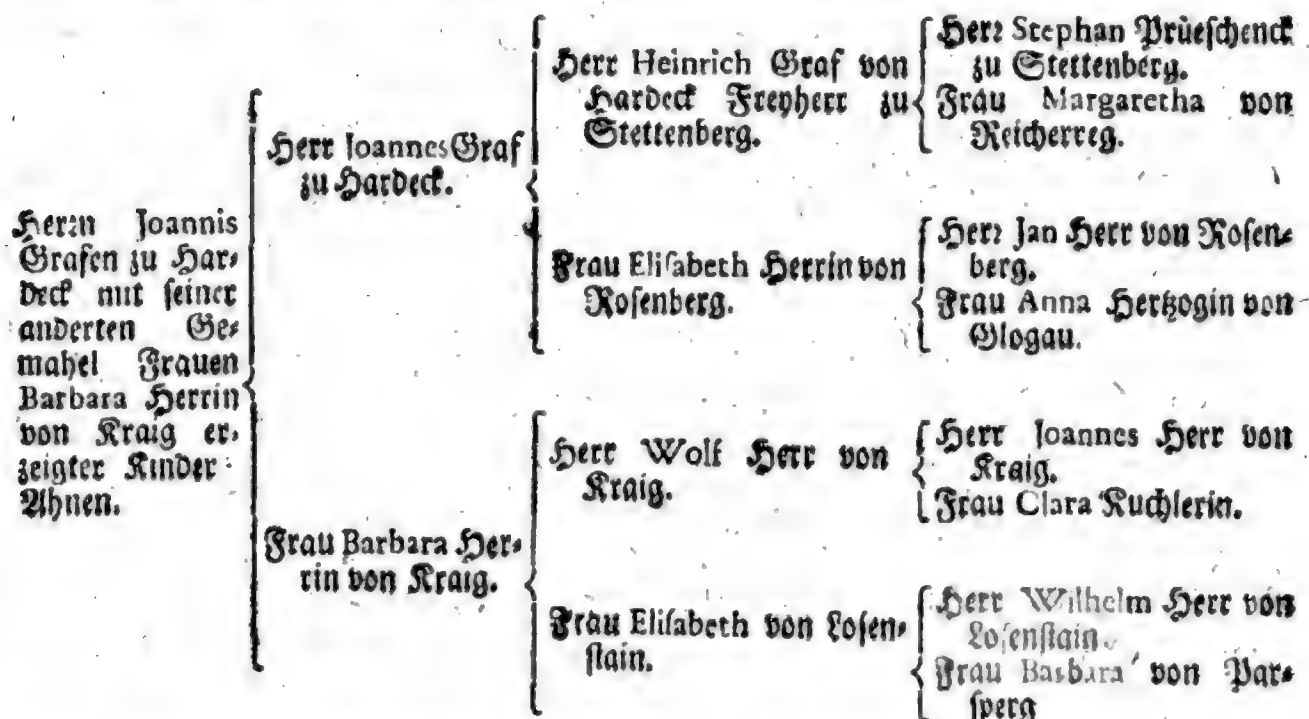 Herrn Joannis
Grafen zu Har-
deck mit seiner
anderten Ge-
mahel Frauen
Barbara Herrin
von Kraig er-
zeigter Kinder
Ahnen.
Herr Joannes Graf
zu Hardeck.
Frau Barbara Her-
rin von Kraig.
Herr Heinrich Graf von
Hardeck Freyherr zu
Stettenberg.
Frau Elisabeth Herrin von
Rosenberg.
Herr Wolf Herr von
Kraig.
Frau Elisabeth von Losen-
stain.
Herr Stephan Prüeschenck
zu Stettenberg.
Frau Margaretha von
Reicherreg.
Herr Jan Herr von Rosen-
berg.
Frau Anna Hertzogin von
Glogau.
Herr Joannes Herr von
Kraig.
Frau Clara Kuchlerin.
Herr Wilhelm Herr von
Losenstain.
Frau Barbara von Par-
sperg